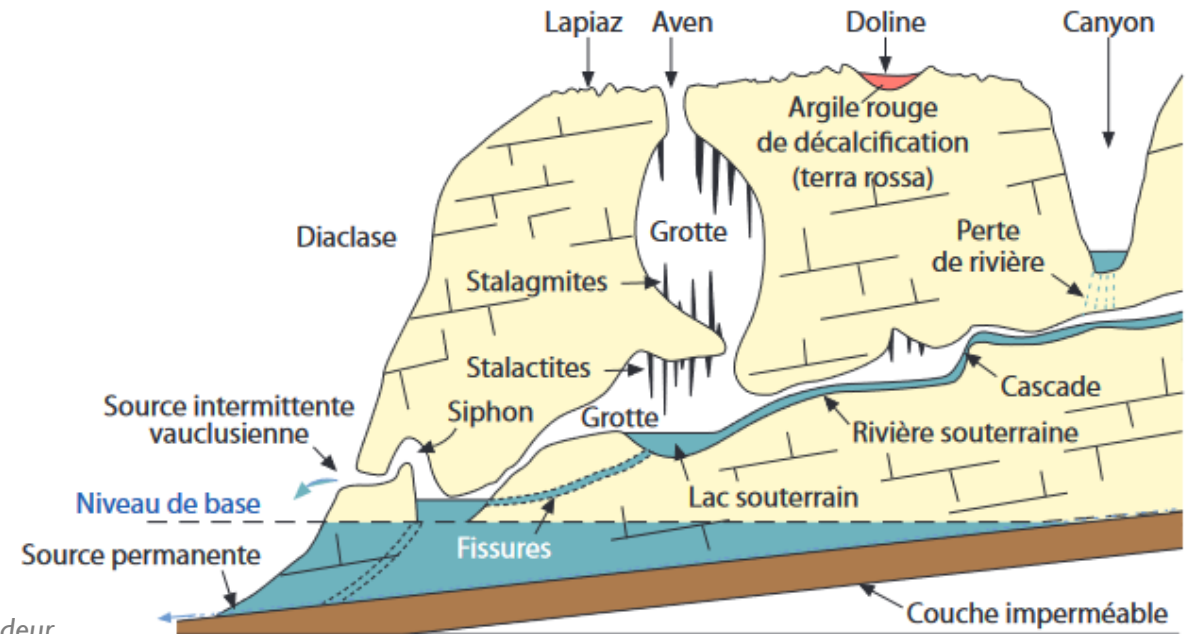 Lapiaz
Aven
Doline
Canyon
Argile rouge
de décalcification
(terra rossa)
Diaclase
Grotte
Perte
de rivière
Stalagmites
Stalactites
Cascade
Source intermittente
vauclusienne
Siphon
Grotte
Rivière souterraine
Niveau de base
Lac souterrain
Source permanente
Fissures
Couche imperméable
deur